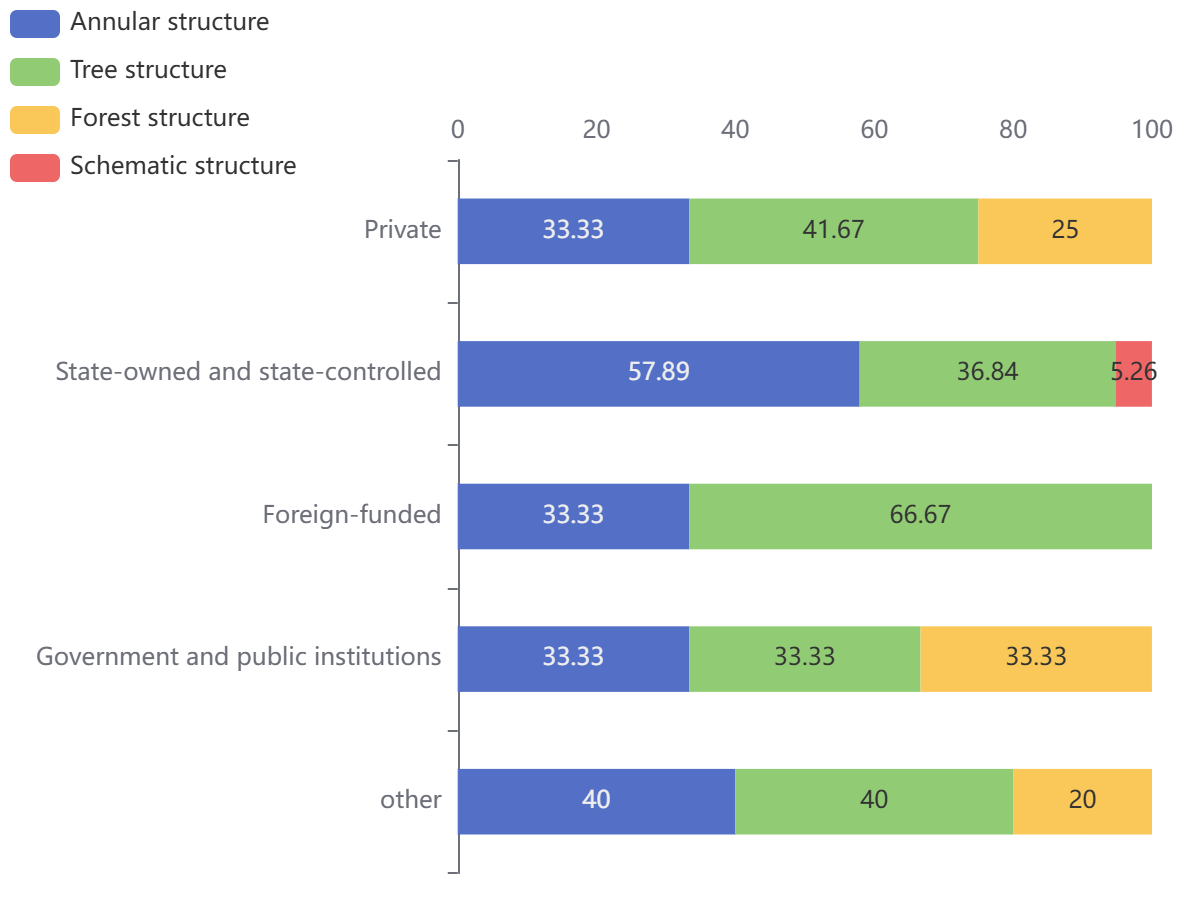 Annular structure
Tree structure
Forest structure
Schematic structure
0 20 40 60 80 100
Private 33.33 41.67 25
State-owned and state-controlled 57.89 36.84 5.26
Foreign-funded 33.33 66.67
Government and public institutions 33.33 33.33 33.33
other 40 40 20